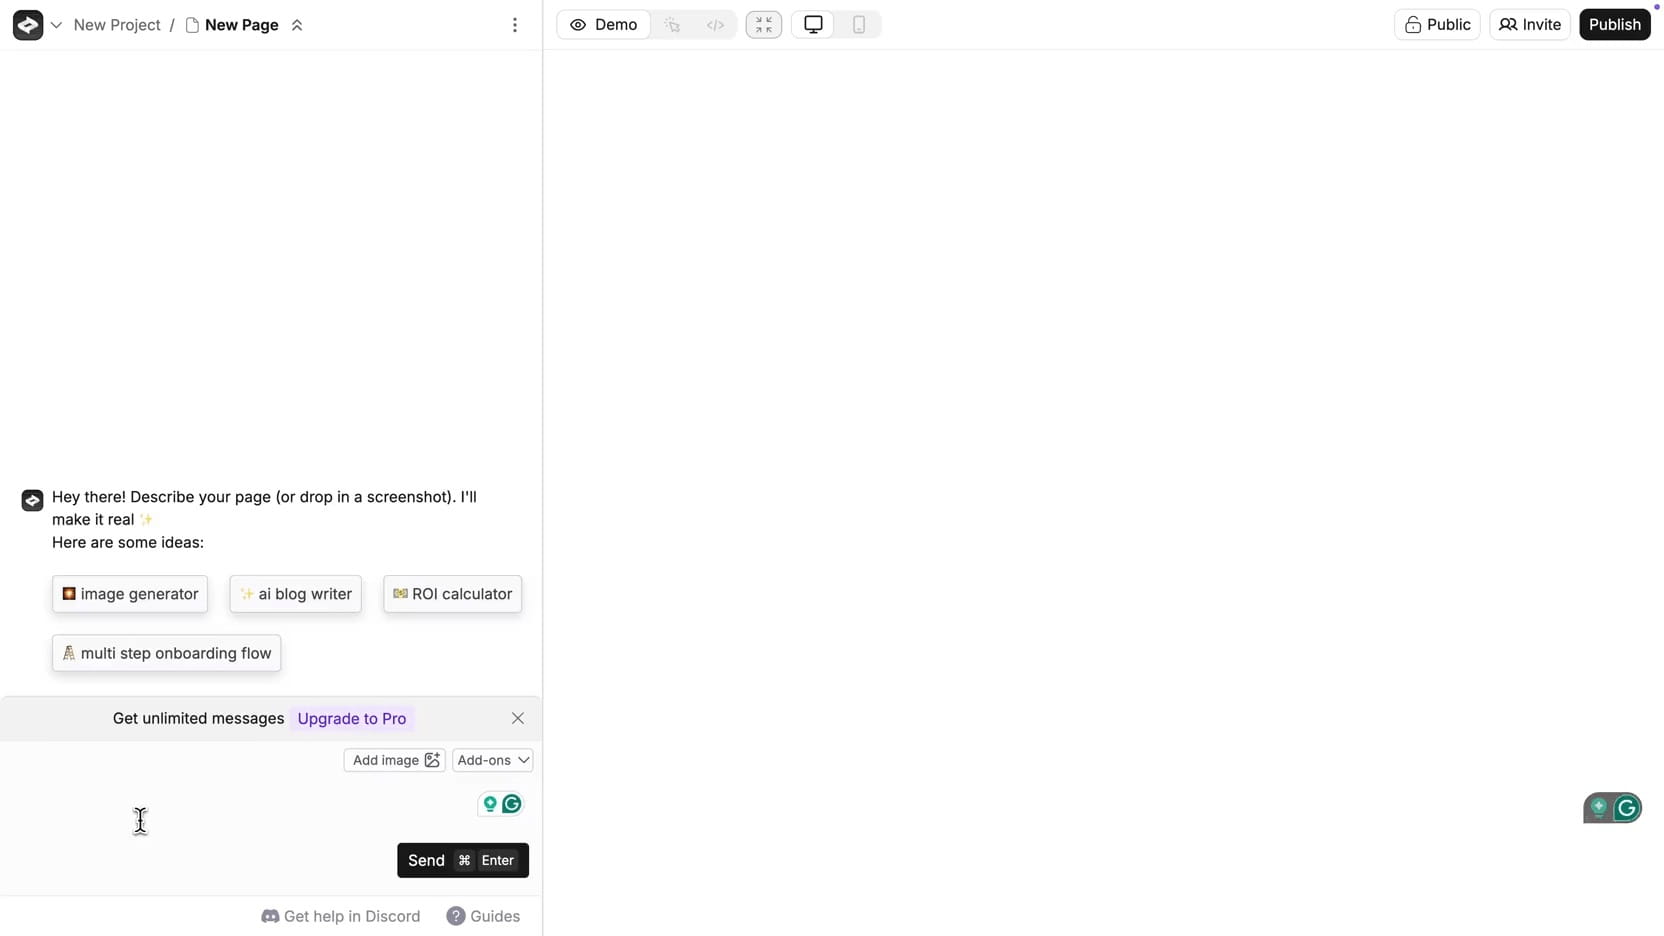 New Project / New Page
Demo
Public
Invite
Publish
Hey there! Describe your page (or drop in a screenshot). I'll
make it real ✨
Here are some ideas:
image generator
✨ ai blog writer
ROI calculator
multi step onboarding flow
Get unlimited messages Upgrade to Pro
Add image
Add-ons
Send ⌘ Enter
Get help in Discord
Guides